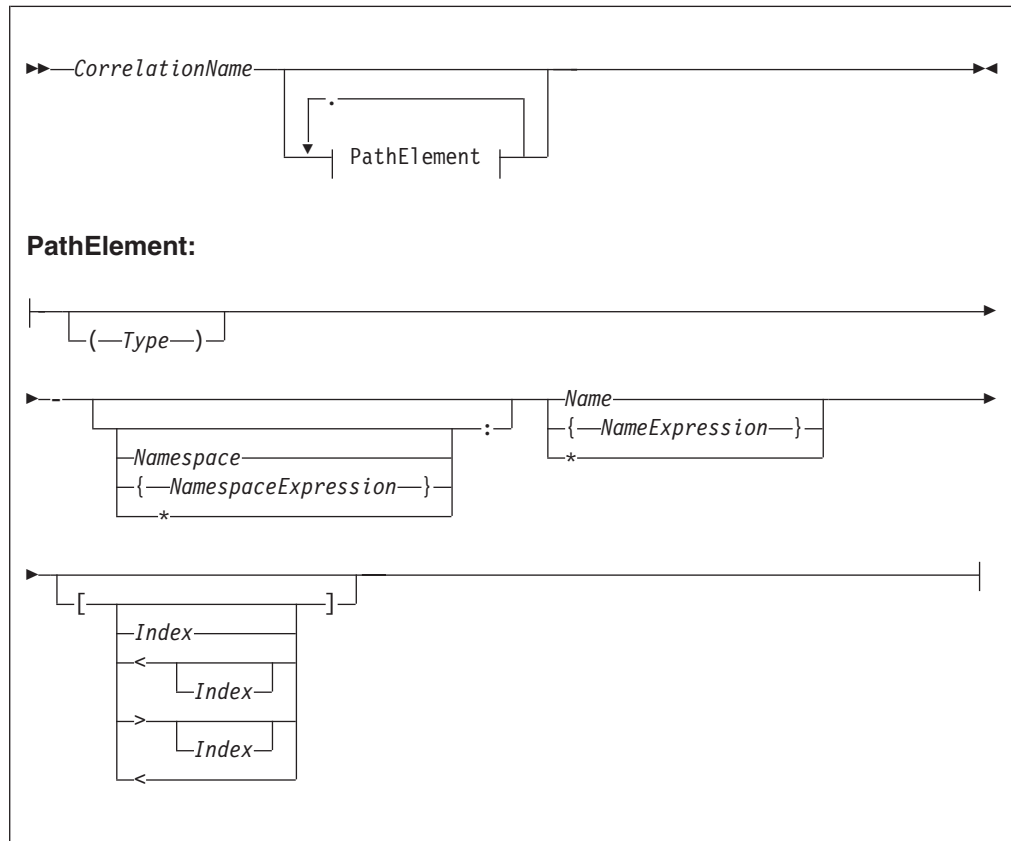 CorrelationName
.
PathElement
PathElement:
( Type )
- : Name
{ NameExpression }
Namespace *
{ NamespaceExpression }
*
[ ]
Index
<
Index
>
Index
<